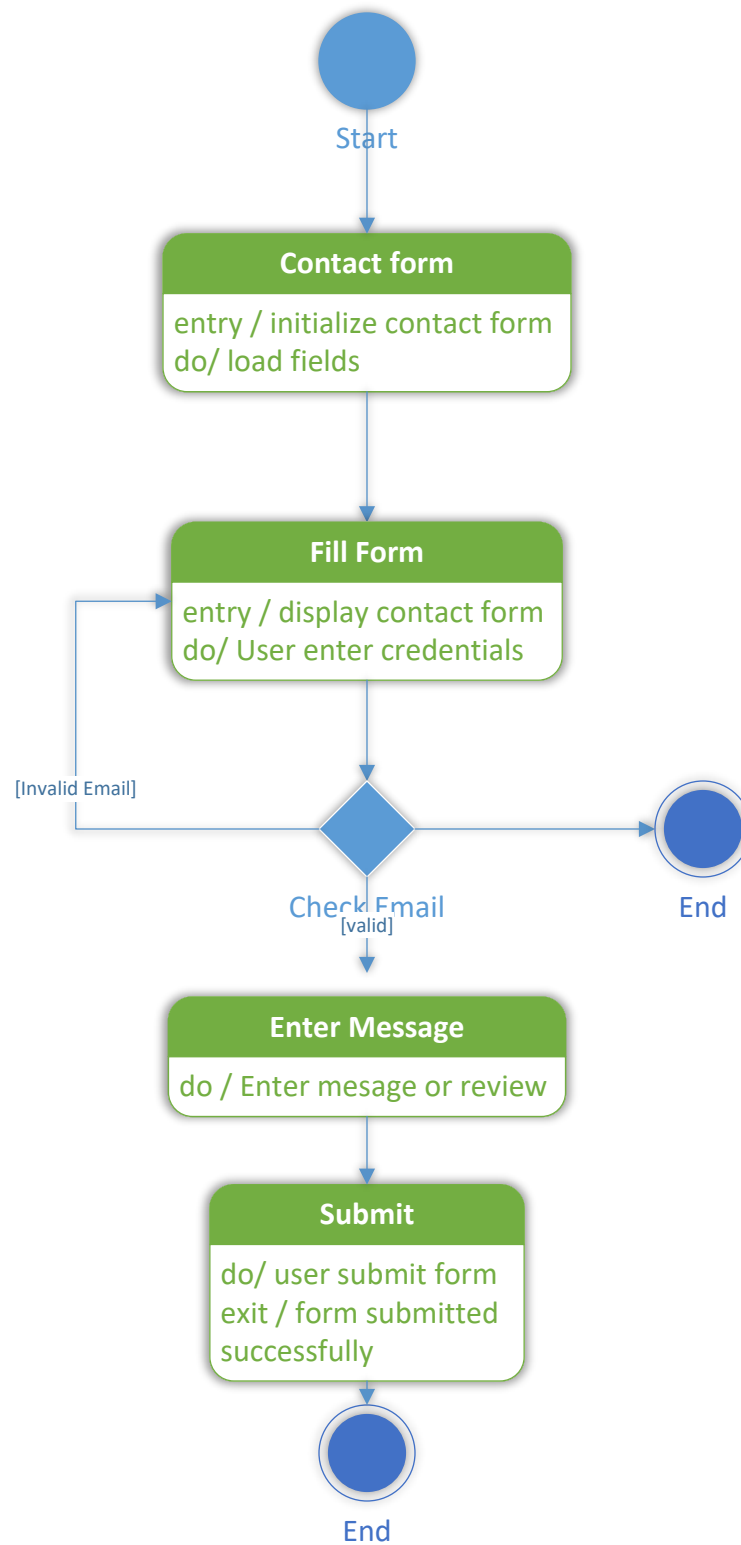 Start
Contact form
entry / initialize contact form
do/ load fields
Fill Form
entry / display contact form
do/ User enter credentials
[Invalid Email]
Check Email
End
[valid]
Enter Message
do / Enter mesage or review
Submit
do/ user submit form
exit / form submitted
successfully
End